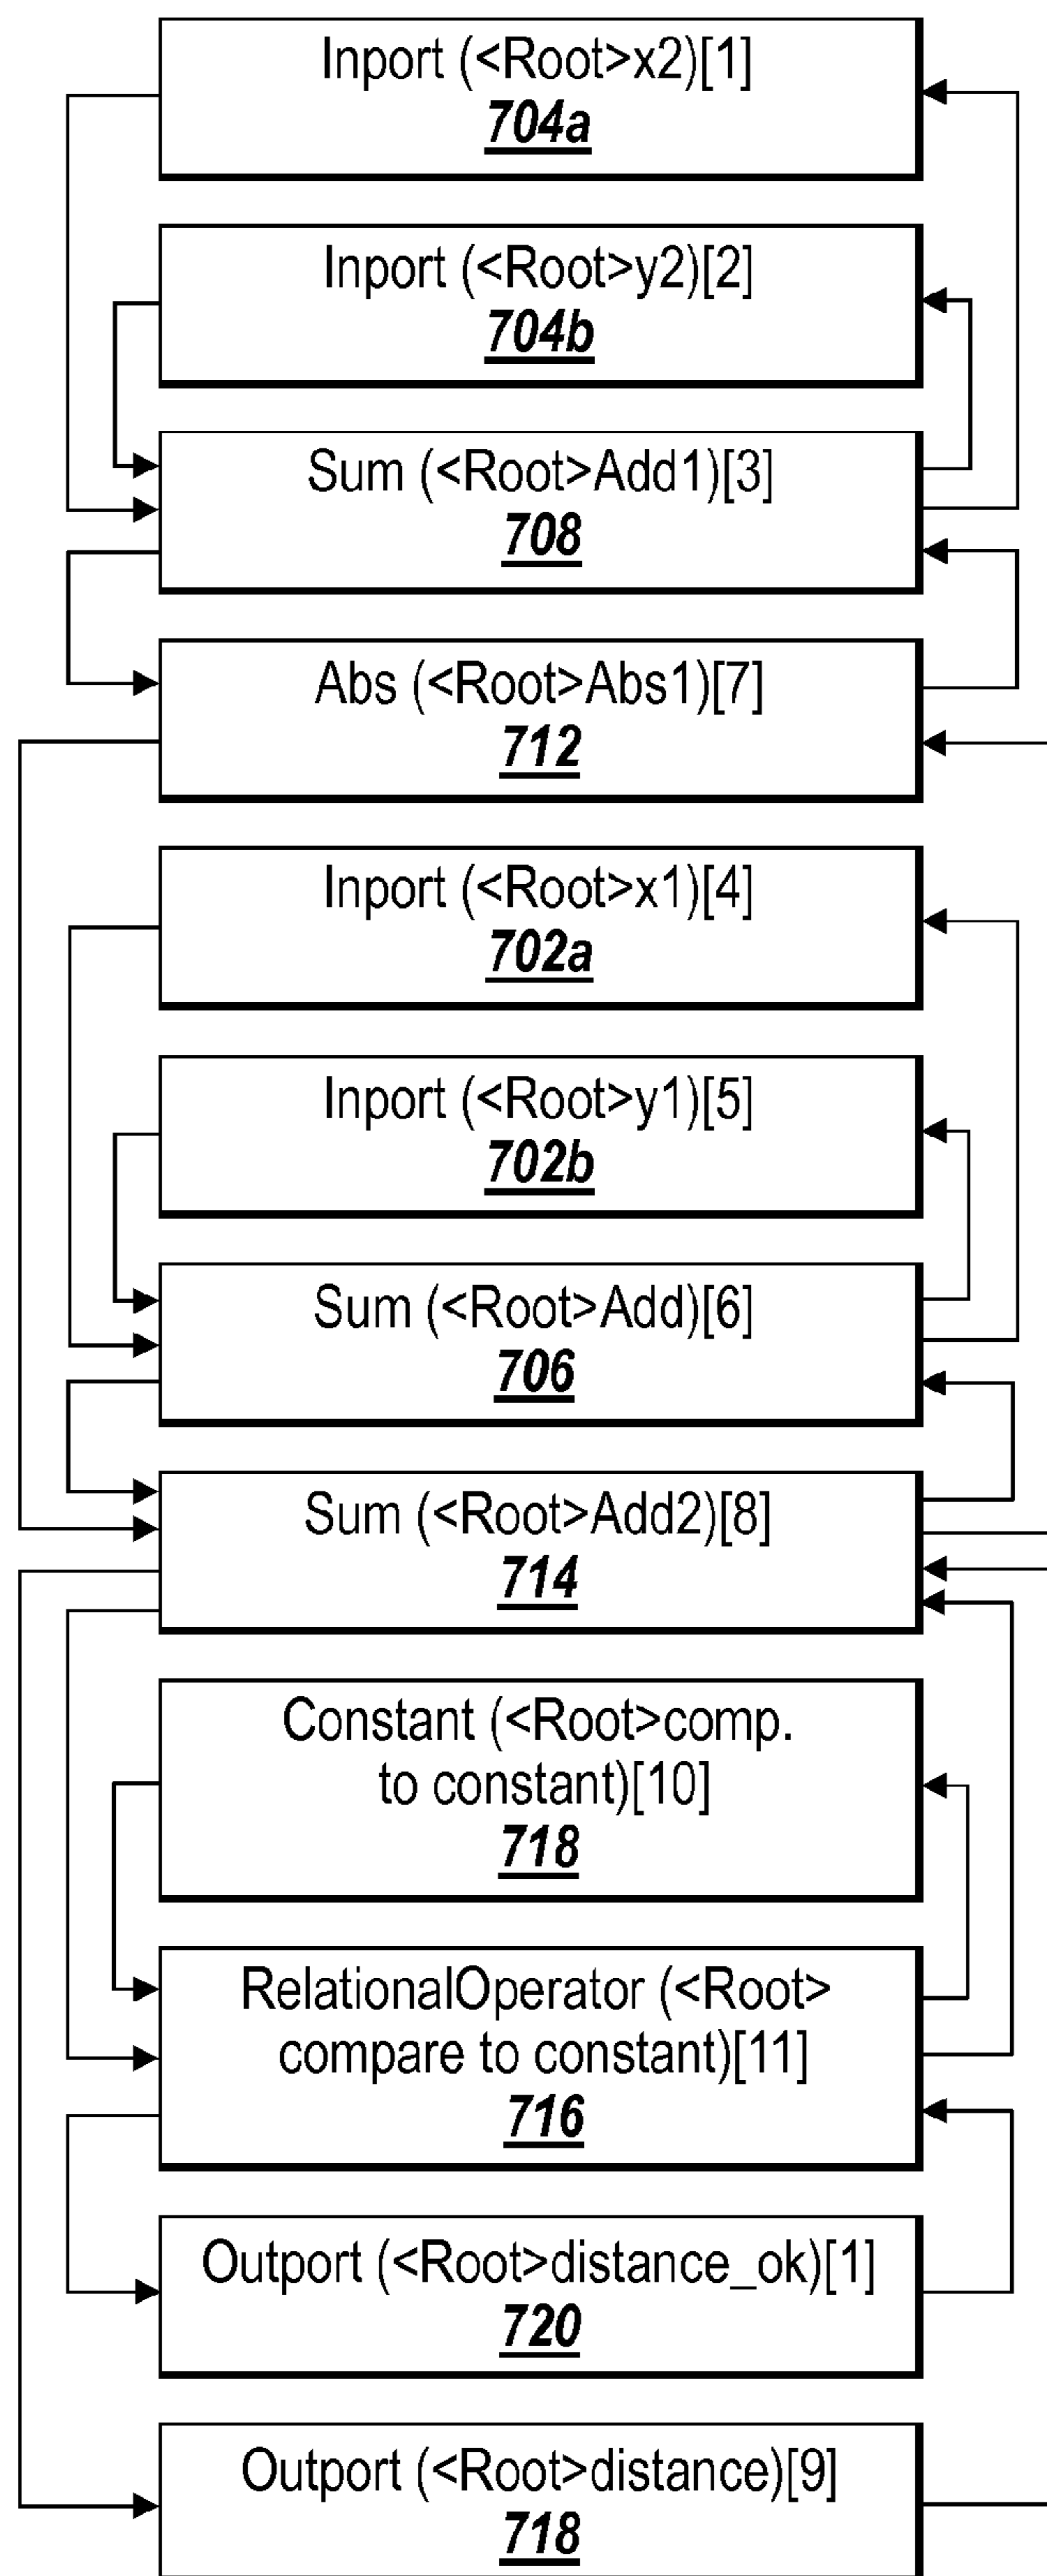 Inport (<Root>x2)[1]
704a
Inport (<Root>y2)[2]
704b
Sum (<Root>Add1)[3]
708
Abs (<Root>Abs1)[7]
712
Inport (<Root>x1)[4]
702a
Inport (<Root>y1)[5]
702b
Sum (<Root>Add)[6]
706
Sum (<Root>Add2)[8]
714
Constant (<Root>comp.
to constant)[10]
718
RelationalOperator (<Root>
compare to constant)[11]
716
Outport (<Root>distance_ok)[1]
720
Outport (<Root>distance)[9]
718